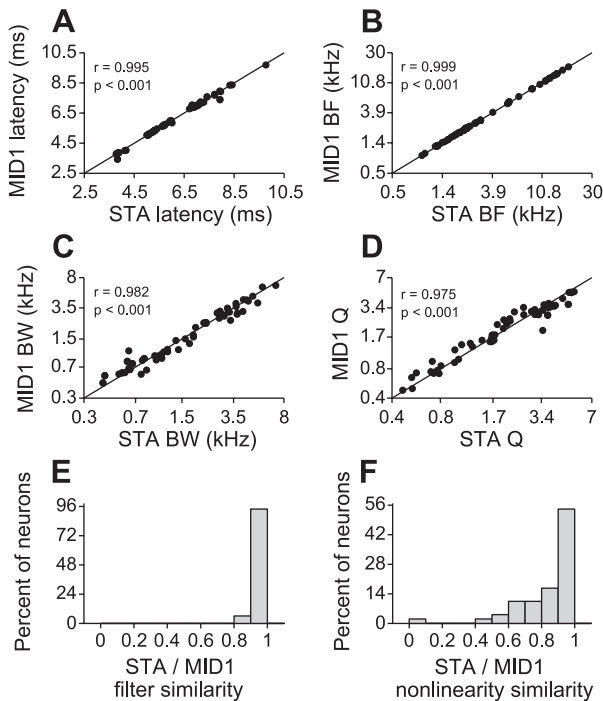 A
MID1 latency (ms)
10.5
8.5
6.5
4.5
2.5
r = 0.995
p < 0.001
2.5 4.5 6.5 8.5 10.5
STA latency (ms)
B
MID1 BF (kHz)
30
10.8
3.9
1.4
0.5
r = 0.999
p < 0.001
0.5 1.4 3.9 10.8 30
STA BF (kHz)
C
MID1 BW (kHz)
8
3.5
1.5
0.7
0.3
r = 0.982
p < 0.001
0.3 0.7 1.5 3.5 8
STA BW (kHz)
D
MID1 Q
7
3.4
1.7
0.8
0.4
r = 0.975
p < 0.001
0.4 0.8 1.7 3.4 7
STA Q
E
Percent of neurons
96
72
48
24
0
0 0.2 0.4 0.6 0.8 1
STA / MID1
filter similarity
F
Percent of neurons
56
42
28
14
0
0 0.2 0.4 0.6 0.8 1
STA / MID1
nonlinearity similarity